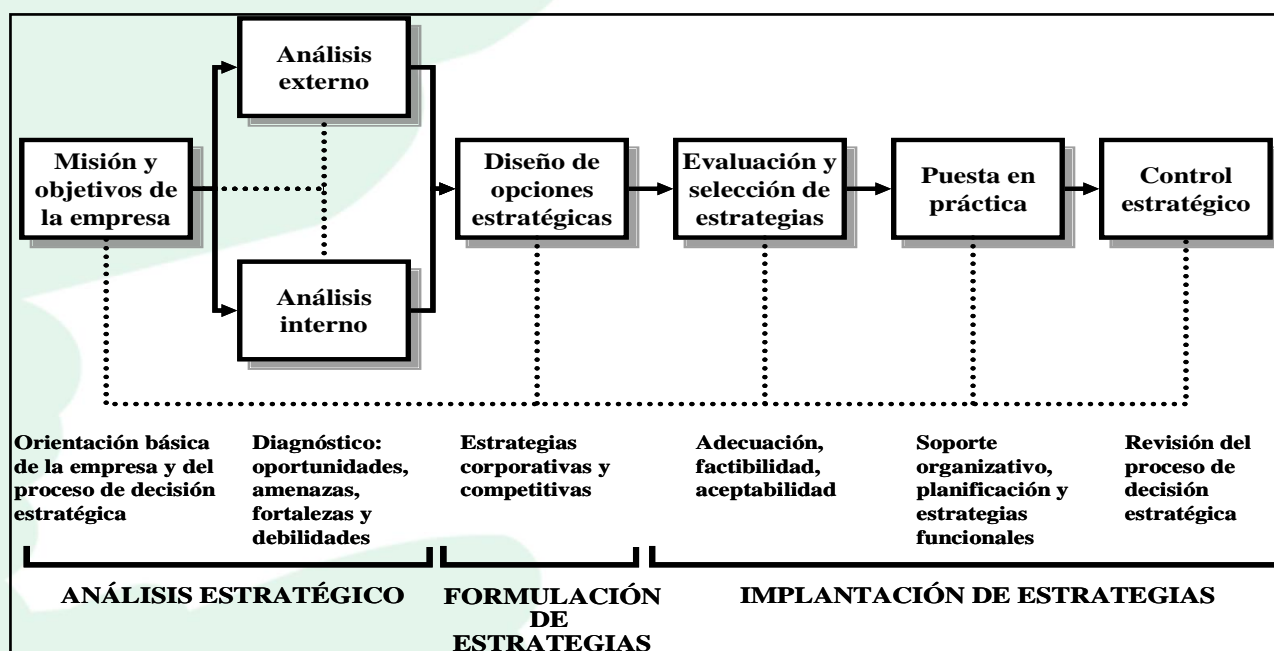 Análisis
externo
Misión y
objetivos de
la empresa
Diseño de
opciones
estratégicas
Evaluación y
selección de
estrategias
Puesta en
práctica
Control
estratégico
Análisis
interno
Orientación básica
de la empresa y del
proceso de decisión
estratégica
Diagnóstico:
oportunidades,
amenazas,
fortalezas y
debilidades
Estrategias
corporativas y
competitivas
Adecuación,
factibilidad,
aceptabilidad
Soporte
organizativo,
planificación y
estrategias
funcionales
Revisión del
proceso de
decisión
estratégica
ANÁLISIS ESTRATÉGICO
FORMULACIÓN
DE
ESTRATEGIAS
IMPLANTACIÓN DE ESTRATEGIAS